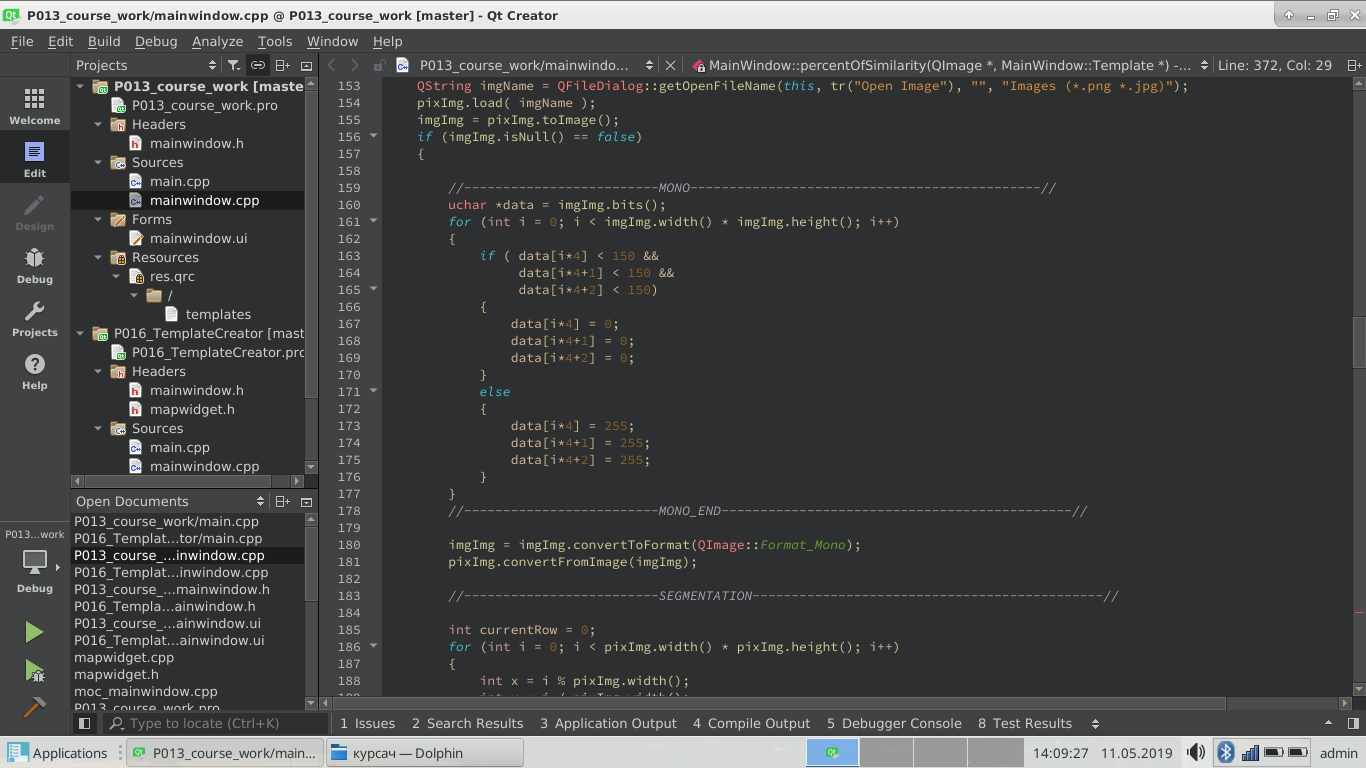 P013_course_work/mainwindow.cpp @ P013_course_work [master] - Qt Creator
File Edit Build Debug Analyze Tools Window Help
Projects
P013_course_work/mainwindo...
MainWindow::percentOfSimilarity(QImage *, MainWindow::Template *) -...
Line: 372, Col: 29
Welcome
Edit
Design
Debug
Projects
Help
P013...work
Debug
P013_course_work [maste
P013_course_work.pro
Headers
mainwindow.h
Sources
main.cpp
mainwindow.cpp
Forms
mainwindow.ui
Resources
res.qrc
/
templates
P016_TemplateCreator [mast
P016_TemplateCreator.pro
Headers
mainwindow.h
mapwidget.h
Sources
main.cpp
mainwindow.cpp
Open Documents
P013_course_work/main.cpp
P016_Templat...tor/main.cpp
P013_course_...inwindow.cpp
P016_Templat...inwindow.cpp
P013_course_...mainwindow.h
P016_Templa...ainwindow.h
P013_course_...ainwindow.ui
P016_Templat...ainwindow.ui
mapwidget.cpp
mapwidget.h
moc_mainwindow.cpp
P013_course_work.pro
153 QString imgName = QFileDialog::getOpenFileName(this, tr("Open Image"), "", "Images (*.png *.jpg)");
154 pixImg.load( imgName );
155 imgImg = pixImg.toImage();
156 if (imgImg.isNull() == false)
157 {
158
159 //-------------------------MONO---------------------------------------------//
160 uchar *data = imgImg.bits();
161 for (int i = 0; i < imgImg.width() * imgImg.height(); i++)
162 {
163 if ( data[i*4] < 150 &&
164 data[i*4+1] < 150 &&
165 data[i*4+2] < 150)
166 {
167 data[i*4] = 0;
168 data[i*4+1] = 0;
169 data[i*4+2] = 0;
170 }
171 else
172 {
173 data[i*4] = 255;
174 data[i*4+1] = 255;
175 data[i*4+2] = 255;
176 }
177 }
178 //-------------------------MONO_END---------------------------------------------//
179
180 imgImg = imgImg.convertToFormat(QImage::Format_Mono);
181 pixImg.convertFromImage(imgImg);
182
183 //-------------------------SEGMENTATION---------------------------------------------//
184
185 int currentRow = 0;
186 for (int i = 0; i < pixImg.width() * pixImg.height(); i++)
187 {
188 int x = i % pixImg.width();
Type to locate (Ctrl+K)
1 Issues 2 Search Results 3 Application Output 4 Compile Output 5 Debugger Console 8 Test Results
Applications
P013_course_work/main...
курсач — Dolphin
14:09:27 11.05.2019
admin